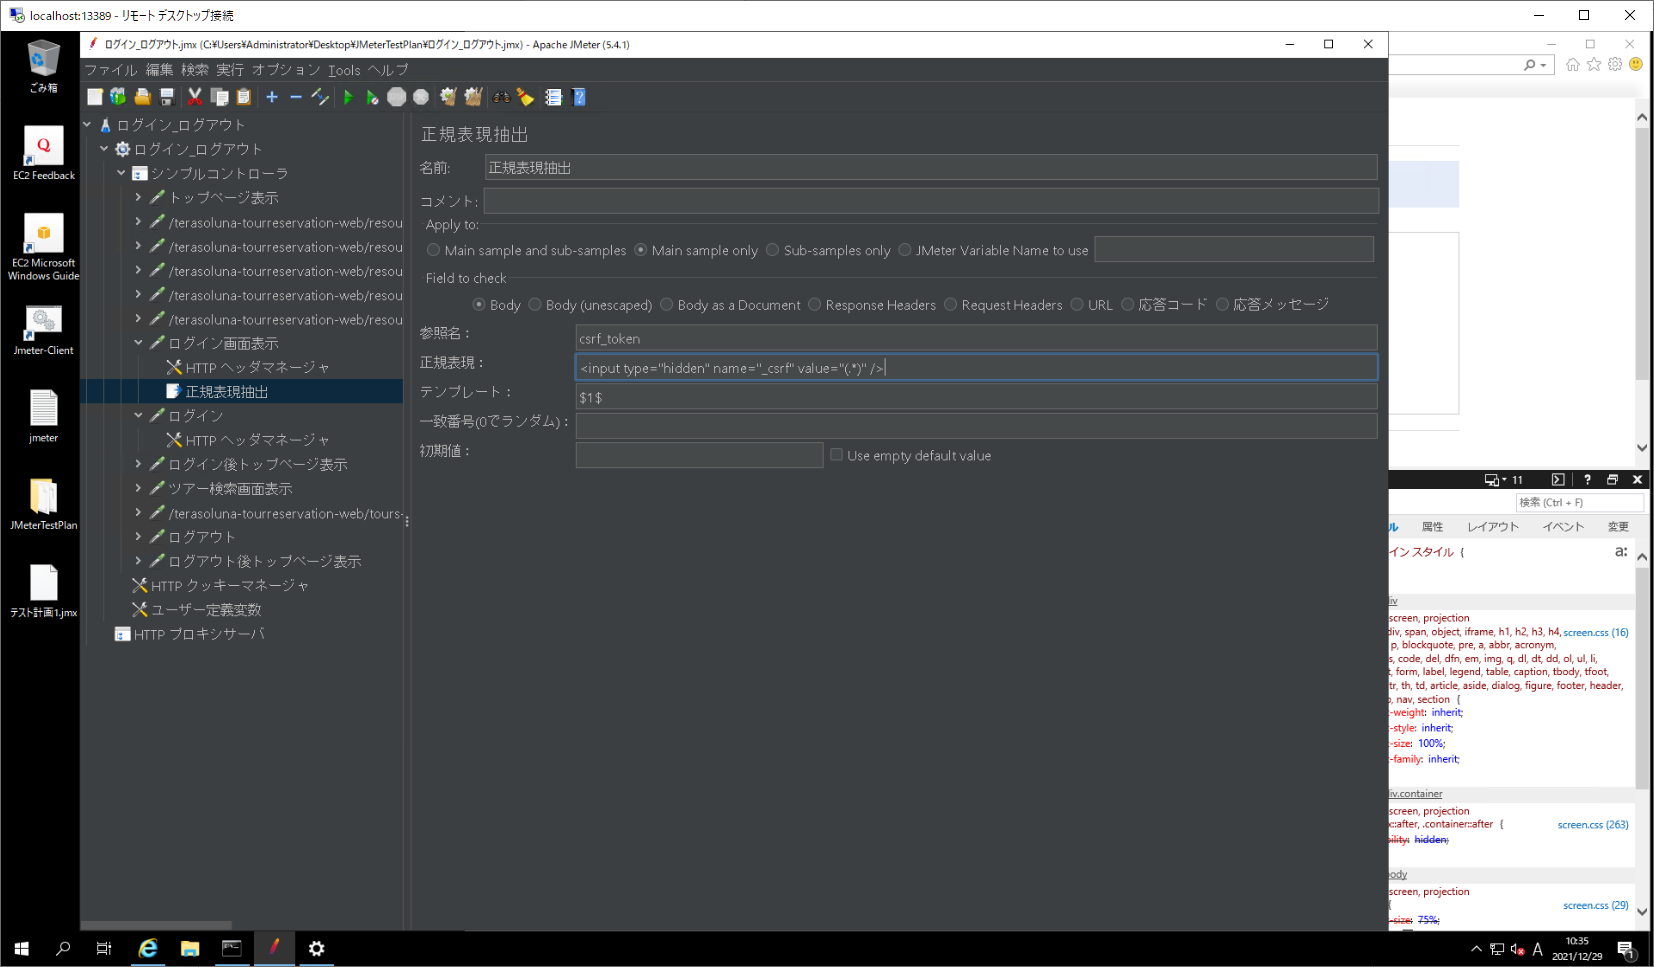 localhost:13389 - リモート デスクトップ接続
ごみ箱
EC2 Feedback
EC2 Microsoft
Windows Guide
Jmeter-Client
jmeter
JMeterTestPlan
テスト計画1.jmx
ログイン_ログアウト.jmx (C:¥Users¥Administrator¥Desktop¥JMeterTestPlan¥ログイン_ログアウト.jmx) - Apache JMeter (5.4.1)
ファイル 編集 検索 実行 オプション Tools ヘルプ
ログイン_ログアウト
ログイン_ログアウト
シンプルコントローラ
トップページ表示
/terasoluna-tourreservation-web/resou
/terasoluna-tourreservation-web/resou
/terasoluna-tourreservation-web/resou
/terasoluna-tourreservation-web/resou
/terasoluna-tourreservation-web/resou
ログイン画面表示
HTTP ヘッダマネージャ
正規表現抽出
ログイン
HTTP ヘッダマネージャ
ログイン後トップページ表示
ツアー検索画面表示
/terasoluna-tourreservation-web/tours-
ログアウト
ログアウト後トップページ表示
HTTP クッキーマネージャ
ユーザー定義変数
HTTP プロキシサーバ
正規表現抽出
名前: 正規表現抽出
コメント:
Apply to:
Main sample and sub-samples Main sample only Sub-samples only JMeter Variable Name to use
Field to check
Body Body (unescaped) Body as a Document Response Headers Request Headers URL 応答コード 応答メッセージ
参照名： csrf_token
正規表現： <input type="hidden" name="_csrf" value="(.*)" />
テンプレート： $1$
一致番号(0でランダム)：
初期値： Use empty default value
11
検索 (Ctrl + F)
ル 属性 レイアウト イベント 変更
イン スタイル { a:
div
screen, projection
div, span, object, iframe, h1, h2, h3, h4, screen.css (16)
p, blockquote, pre, a, abbr, acronym,
s, code, del, dfn, em, img, q, dl, dt, dd, ol, ul, li,
t, form, label, legend, table, caption, tbody, tfoot,
tr, th, td, article, aside, dialog, figure, footer, header,
, nav, section {
t-weight: inherit;
t-style: inherit;
t-size: 100%;
t-family: inherit;
div.container
screen, projection
x::after, .container::after { screen.css (263)
bility: hidden;
body
screen, projection
{ screen.css (29)
t-size: 75%;
A
10:35
2021/12/29
1